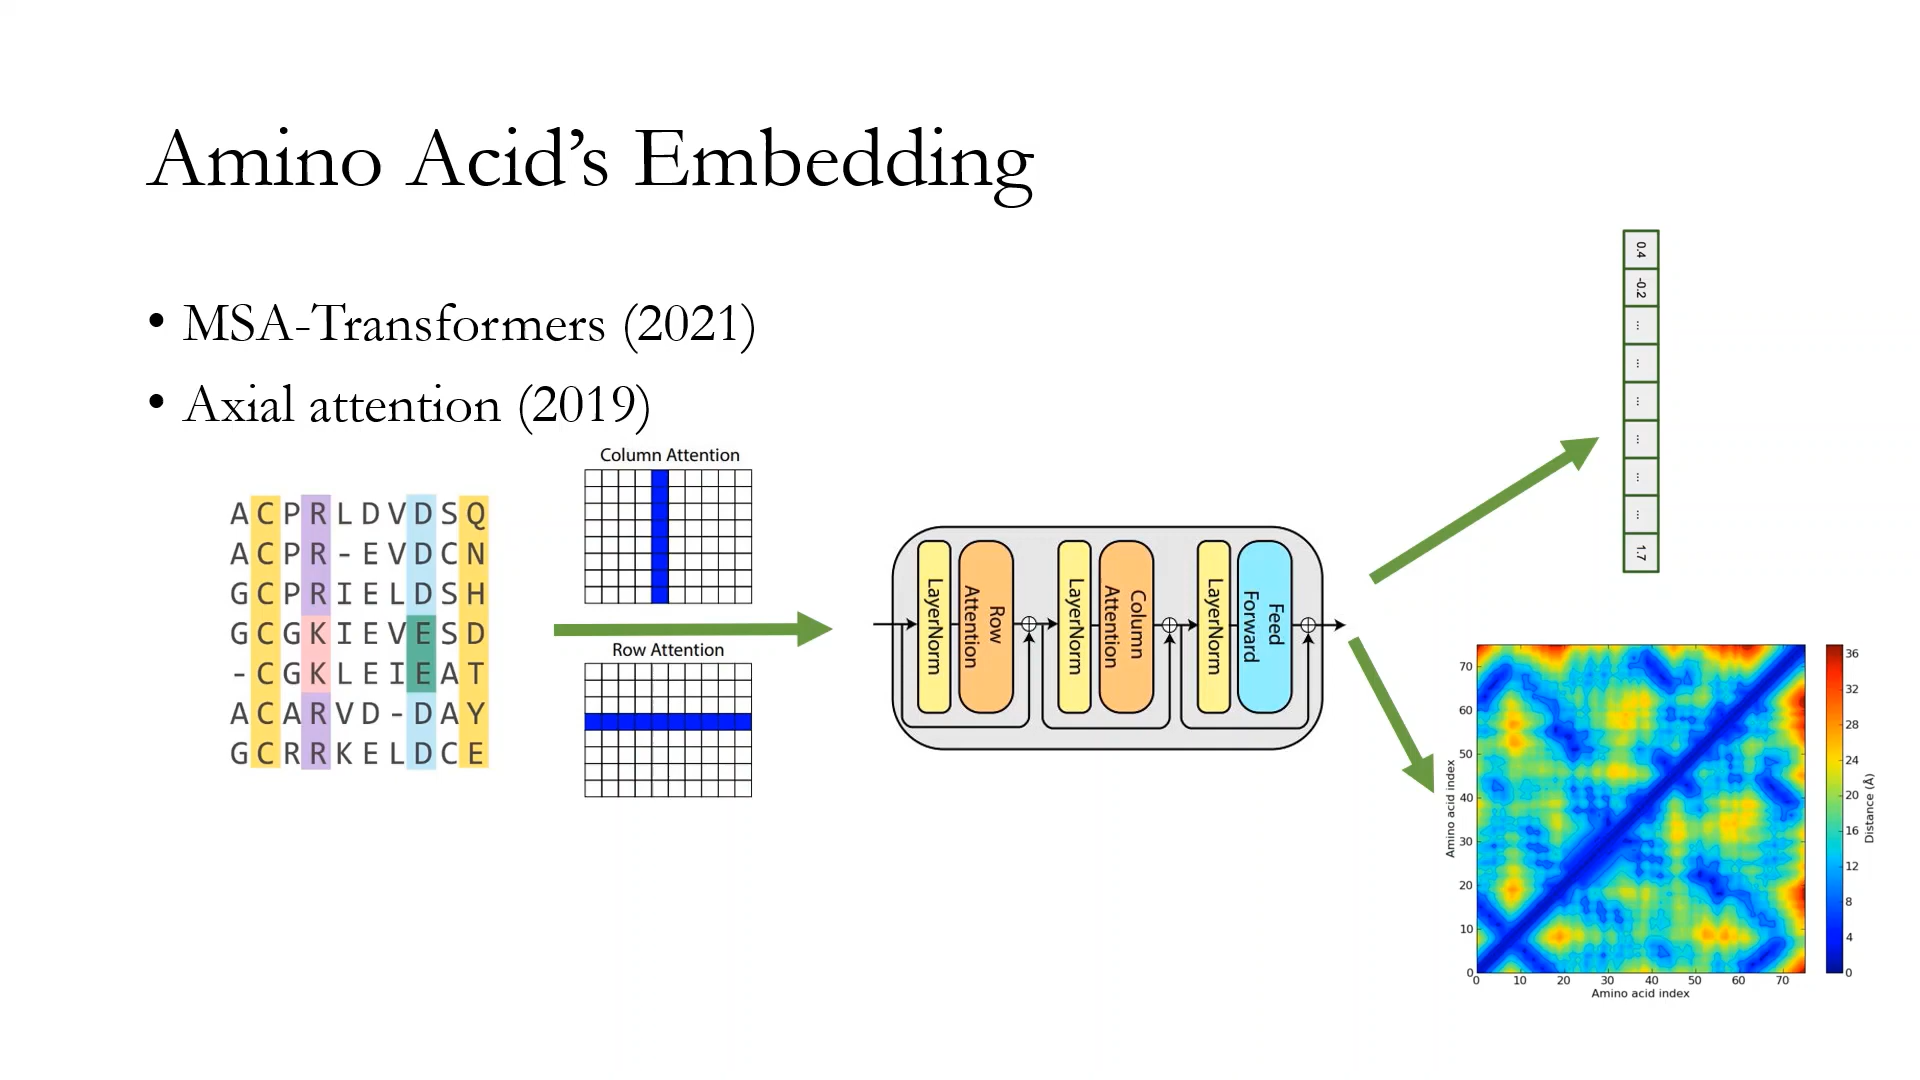 Amino Acid’s Embedding
• MSA-Transformers (2021)
• Axial attention (2019)
Column Attention
A C P R L D V D S Q
A C P R - E V D C N
G C P R I E L D S H
G C G K I E V E S D
- C G K L E I E A T
A C A R V D - D A Y
G C R R K E L D C E
Row Attention
LayerNorm
Row
Attention
LayerNorm
Column
Attention
LayerNorm
Feed
Forward
0.4
-0.2
...
...
...
...
...
...
1.7
Amino acid index
70
60
50
40
30
20
10
0
0 10 20 30 40 50 60 70
Amino acid index
36
32
28
24
20
16
12
8
4
0
Distance (Å)